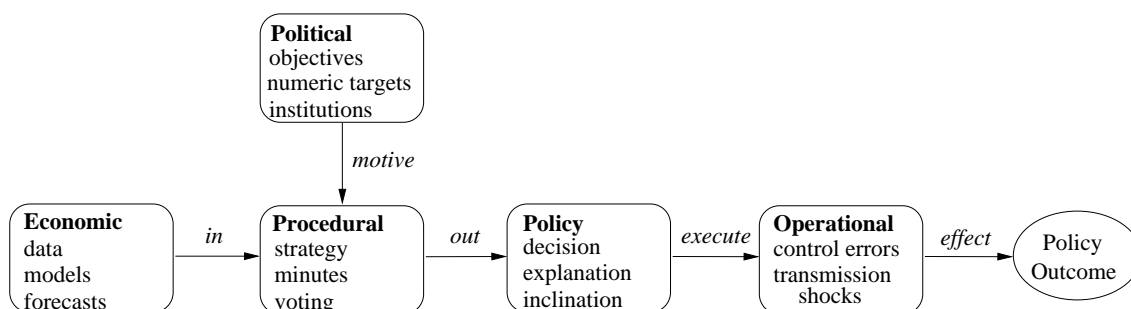 Political
objectives
numeric targets
institutions
motive
Economic
data
models
forecasts
in
Procedural
strategy
minutes
voting
out
Policy
decision
explanation
inclination
execute
Operational
control errors
transmission
shocks
effect
Policy
Outcome